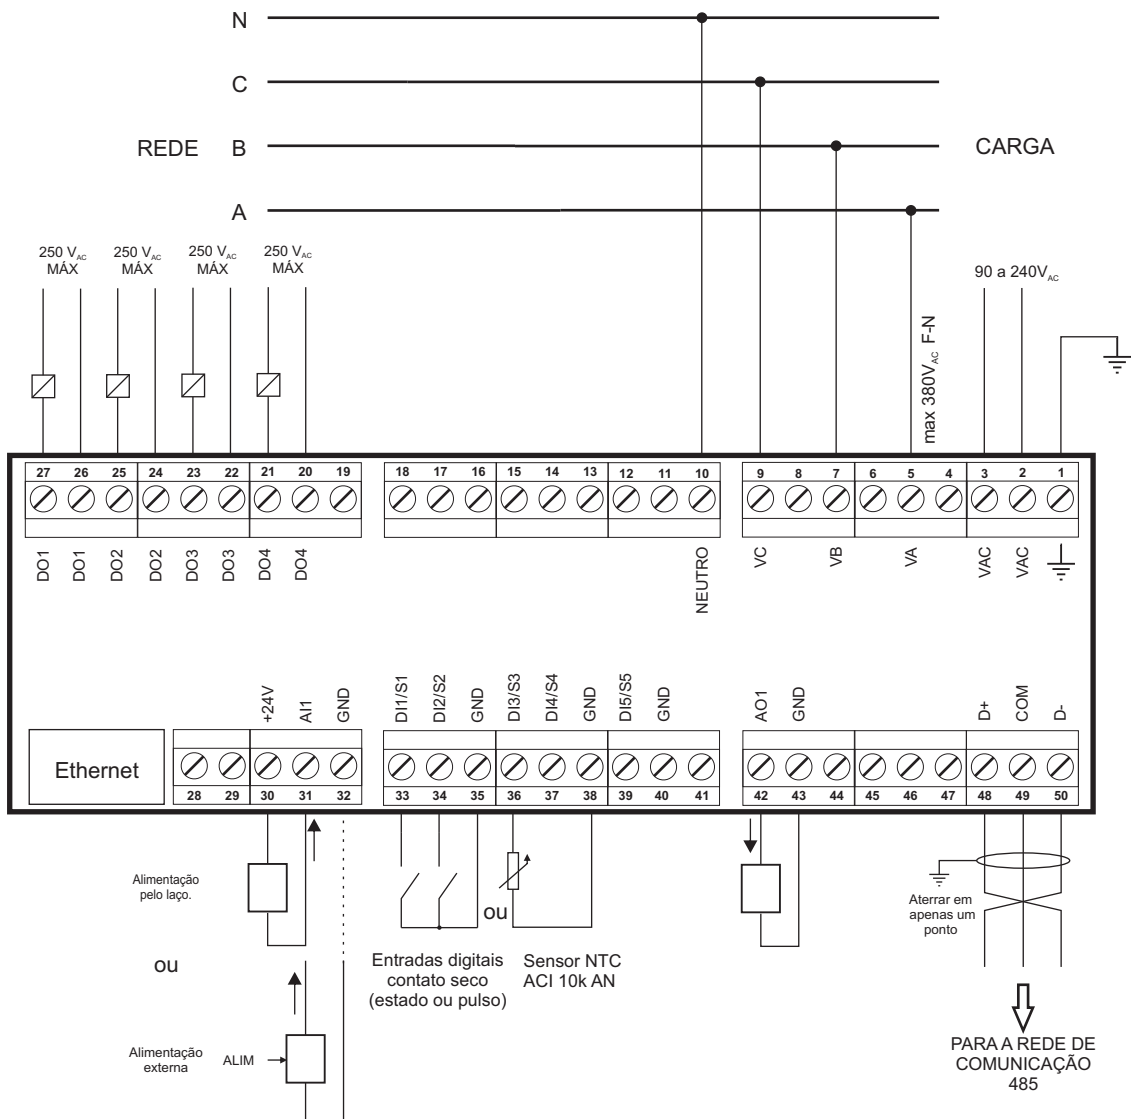 N
C
REDE
B
CARGA
A
250 VAC
MÁX
250 VAC
MÁX
250 VAC
MÁX
250 VAC
MÁX
90 a 240VAC
max 380VAC F-N
27 26 25 24 23 22 21 20 19
18 17 16 15 14 13 12 11 10
9 8 7 6 5 4 3 2 1
DO1
DO1
DO2
DO2
DO3
DO3
DO4
DO4
NEUTRO
VC
VB
VA
VAC
VAC
+24V
AI1
GND
DI1/S1
DI2/S2
GND
DI3/S3
DI4/S4
GND
DI5/S5
GND
AO1
GND
D+
COM
D-
Ethernet
28 29 30 31 32
33 34 35 36 37 38 39 40 41
42 43 44 45 46 47 48 49 50
Alimentação
pelo laço.
ou
Alimentação
externa
ALIM
ou
Entradas digitais
contato seco
(estado ou pulso)
Sensor NTC
ACI 10k AN
Aterrar em
apenas um
ponto
PARA A REDE DE
COMUNICAÇÃO
485